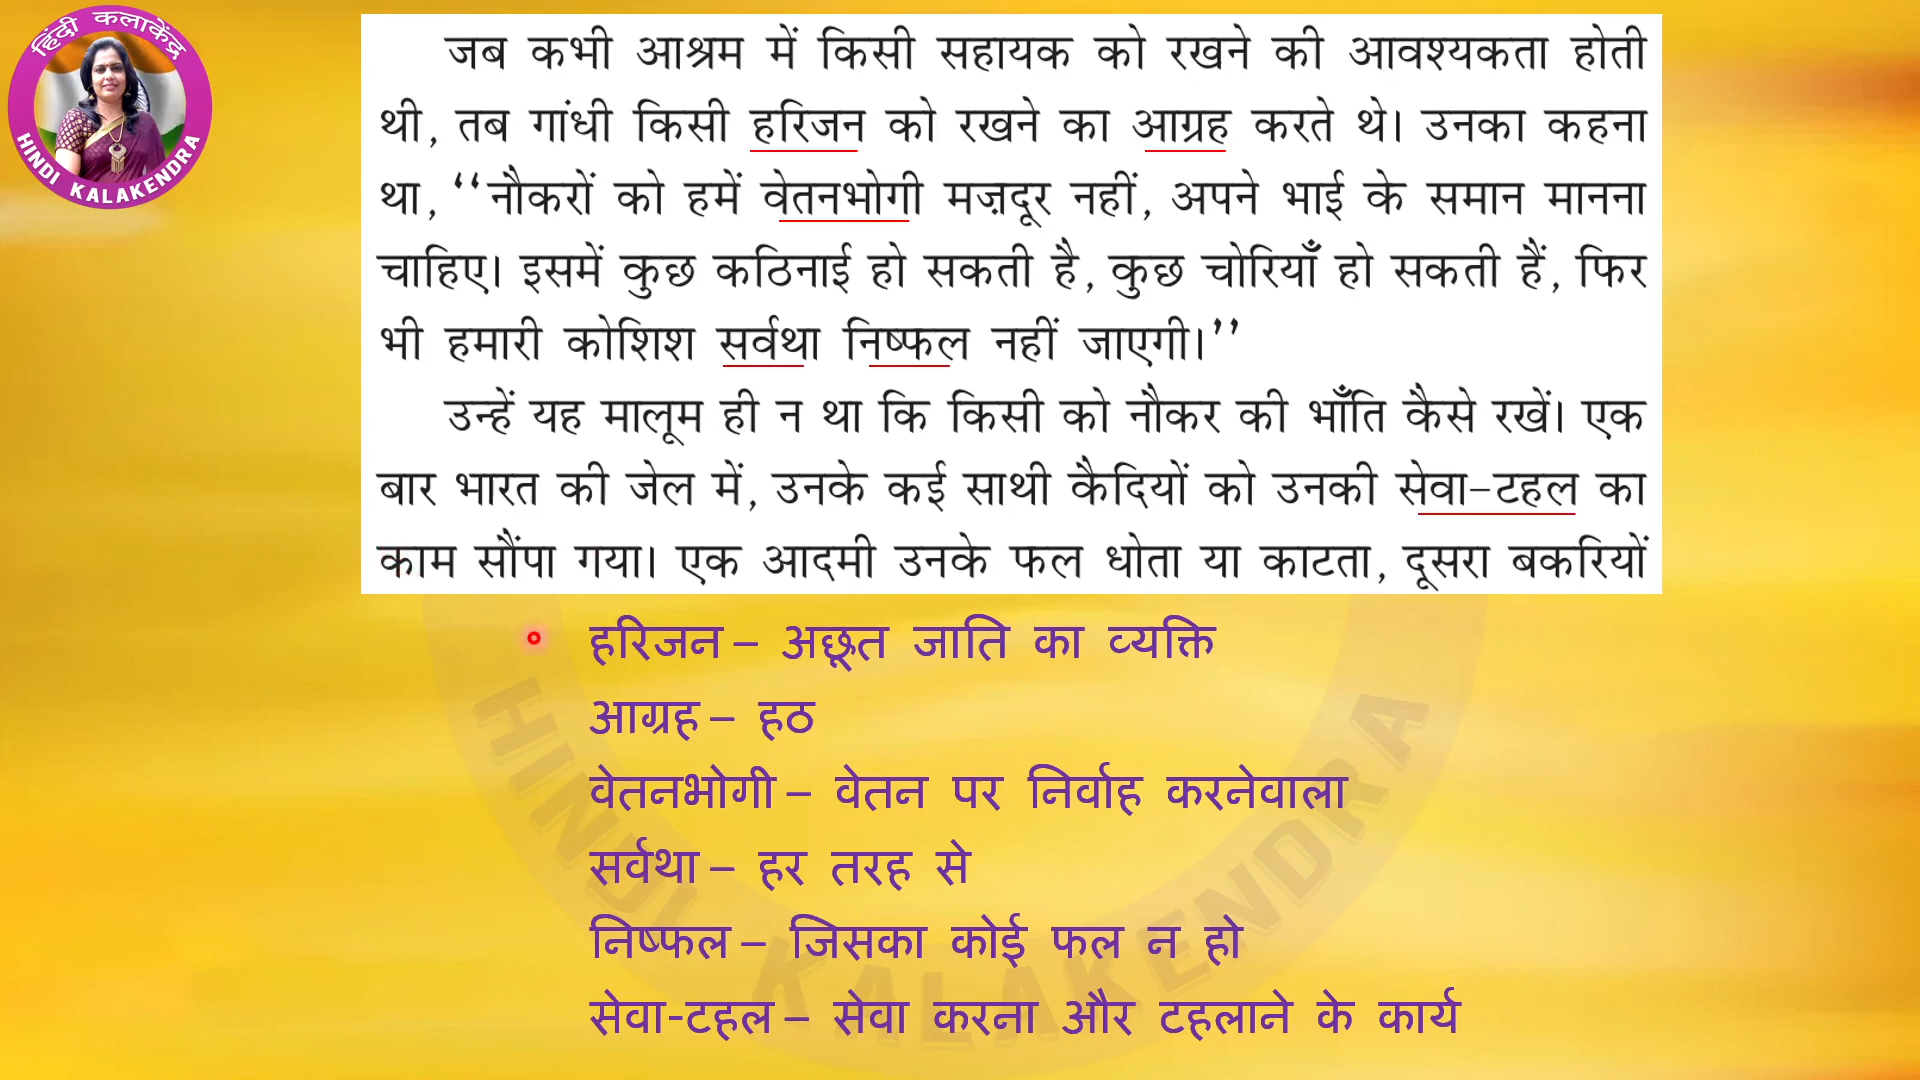 हिंदी कलाकेंद्र
HINDI KALAKENDRA
जब कभी आश्रम में किसी सहायक को रखने की आवश्यकता होती
थी, तब गांधी किसी हरिजन को रखने का आग्रह करते थे। उनका कहना
था, ‘‘नौकरों को हमें वेतनभोगी मज़दूर नहीं, अपने भाई के समान मानना
चाहिए। इसमें कुछ कठिनाई हो सकती है, कुछ चोरियाँ हो सकती हैं, फिर
भी हमारी कोशिश सर्वथा निष्फल नहीं जाएगी।’’
उन्हें यह मालूम ही न था कि किसी को नौकर की भाँति कैसे रखें। एक
बार भारत की जेल में, उनके कई साथी कैदियों को उनकी सेवा–टहल का
काम सौंपा गया। एक आदमी उनके फल धोता या काटता, दूसरा बकरियों
हरिजन – अछूत जाति का व्यक्ति
आग्रह – हठ
वेतनभोगी – वेतन पर निर्वाह करनेवाला
सर्वथा – हर तरह से
निष्फल – जिसका कोई फल न हो
सेवा-टहल – सेवा करना और टहलाने के कार्य
HINDI KALAKENDRA